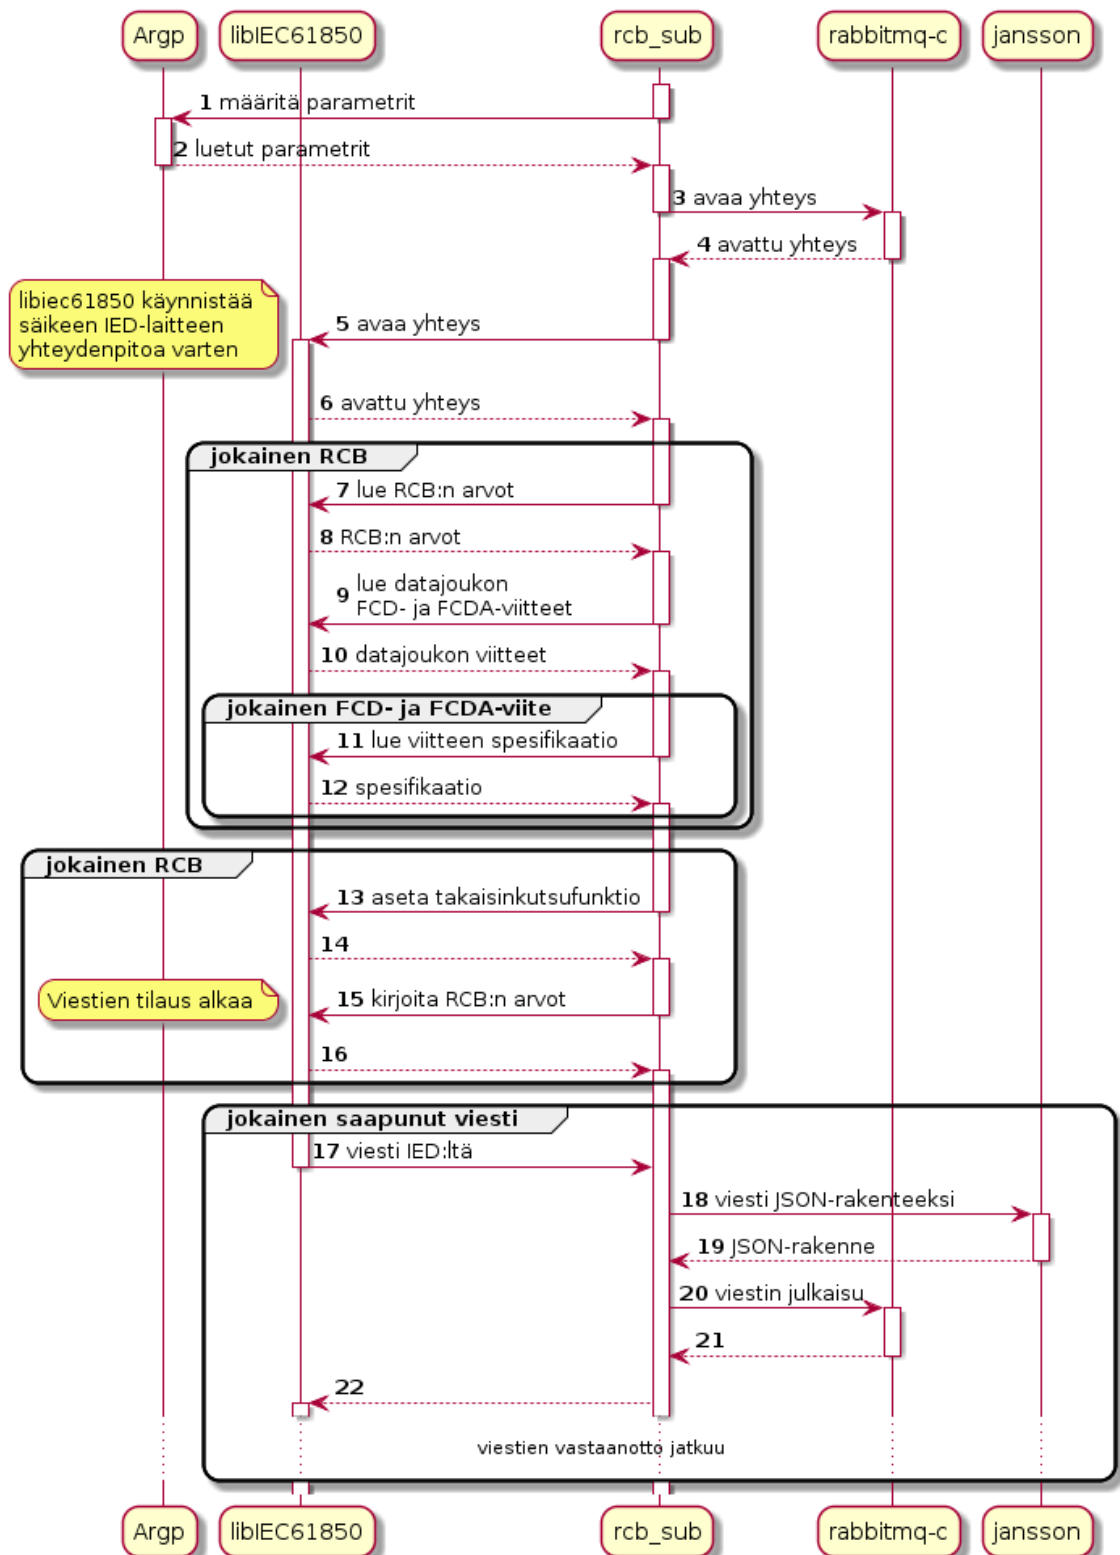 Argp
libIEC61850
rcb_sub
rabbitmq-c
jansson
1 määritä parametrit
2 luetut parametrit
3 avaa yhteys
4 avattu yhteys
libiec61850 käynnistää
säikeen IED-laitteen
yhteydenpitoa varten
5 avaa yhteys
6 avattu yhteys
jokainen RCB
7 lue RCB:n arvot
8 RCB:n arvot
9 lue datajoukon
FCD- ja FCDA-viitteet
10 datajoukon viitteet
jokainen FCD- ja FCDA-viite
11 lue viitteen spesifikaatio
12 spesifikaatio
jokainen RCB
13 aseta takaisinkutsufunktio
14
Viestien tilaus alkaa
15 kirjoita RCB:n arvot
16
jokainen saapunut viesti
17 viesti IED:ltä
18 viesti JSON-rakenteeksi
19 JSON-rakenne
20 viestin julkaisu
21
22
viestien vastaanotto jatkuu
Argp
libIEC61850
rcb_sub
rabbitmq-c
jansson